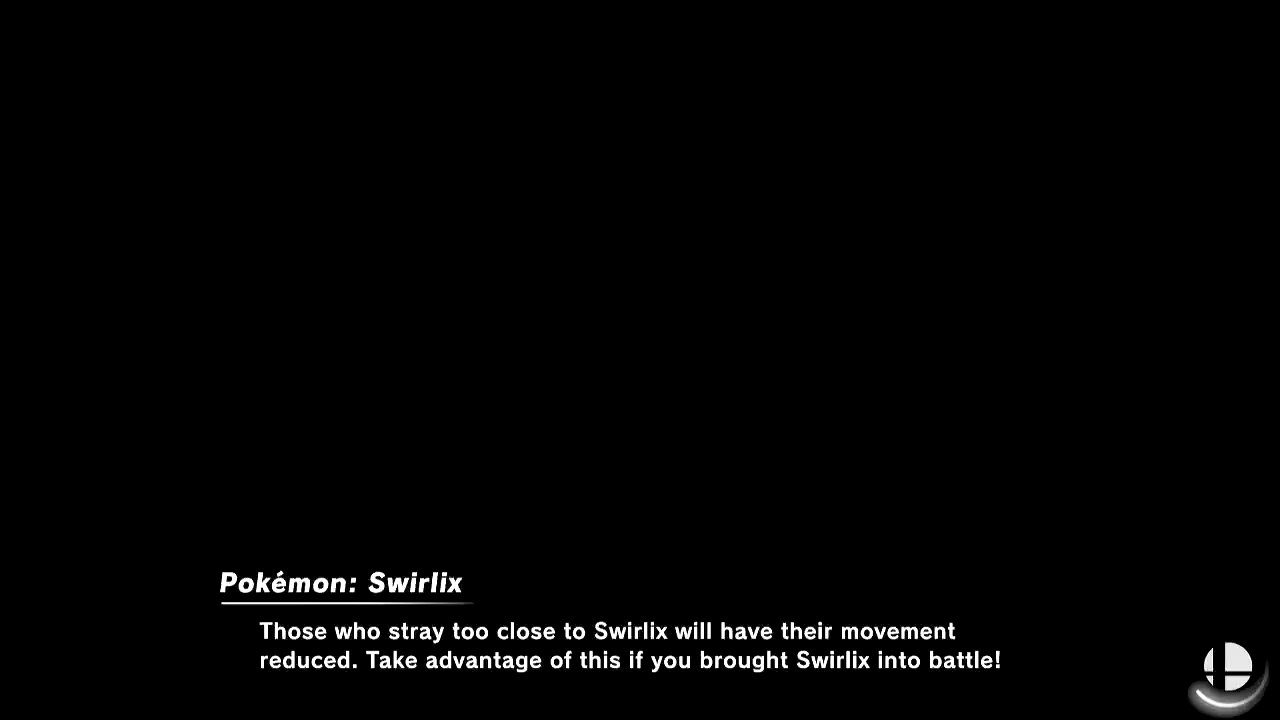 Pokémon: Swirlix
Those who stray too close to Swirlix will have their movement
reduced. Take advantage of this if you brought Swirlix into battle!